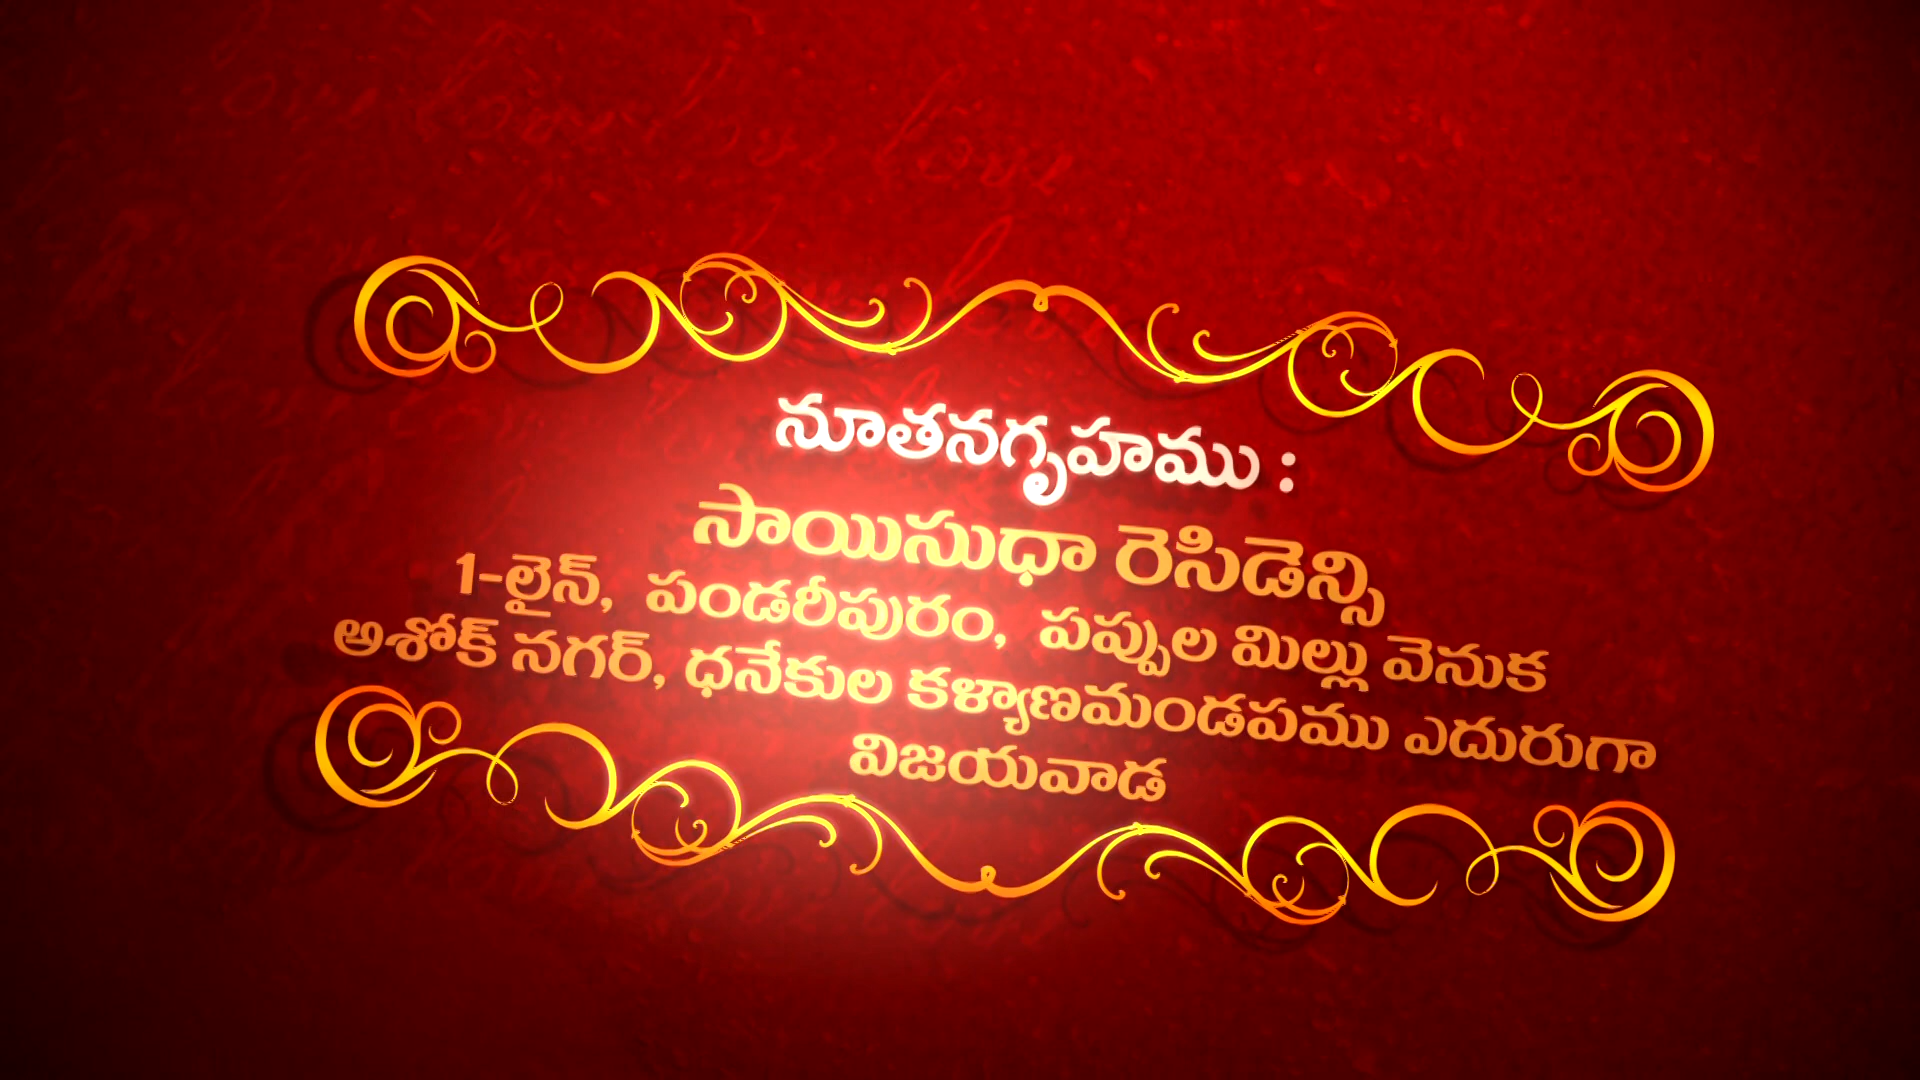 నూతనగృహము :
సాయిసుధా రెసిడెన్సి
1-లైన్, పండరీపురం, పప్పుల మిల్లు వెనుక
అశోక్ నగర్, ధనేకుల కళ్యాణమండపము ఎదురుగా
విజయవాడ